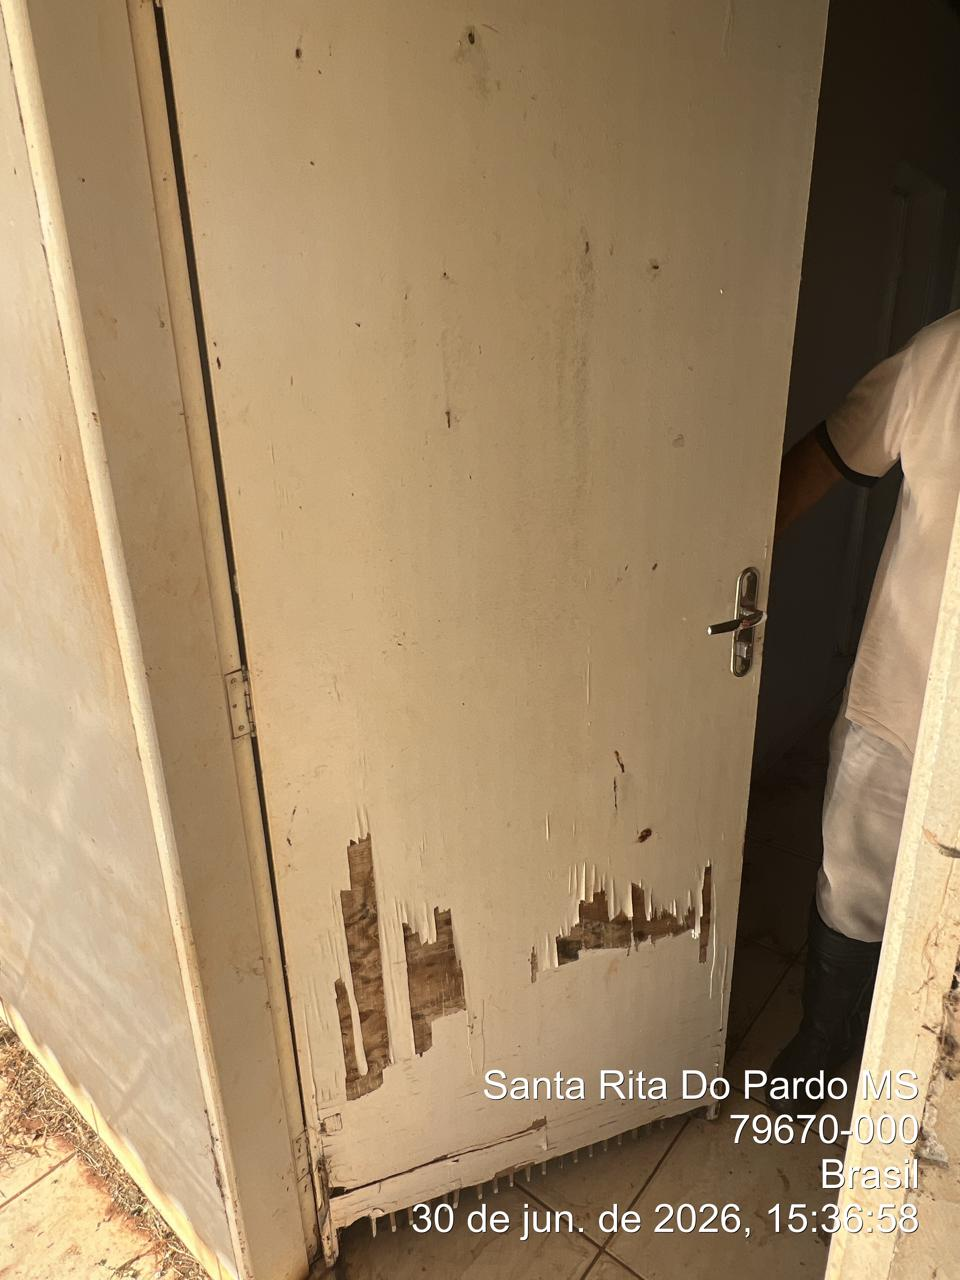 Santa Rita Do Pardo MS
79670-000
Brasil
30 de jun. de 2026, 15:36:58